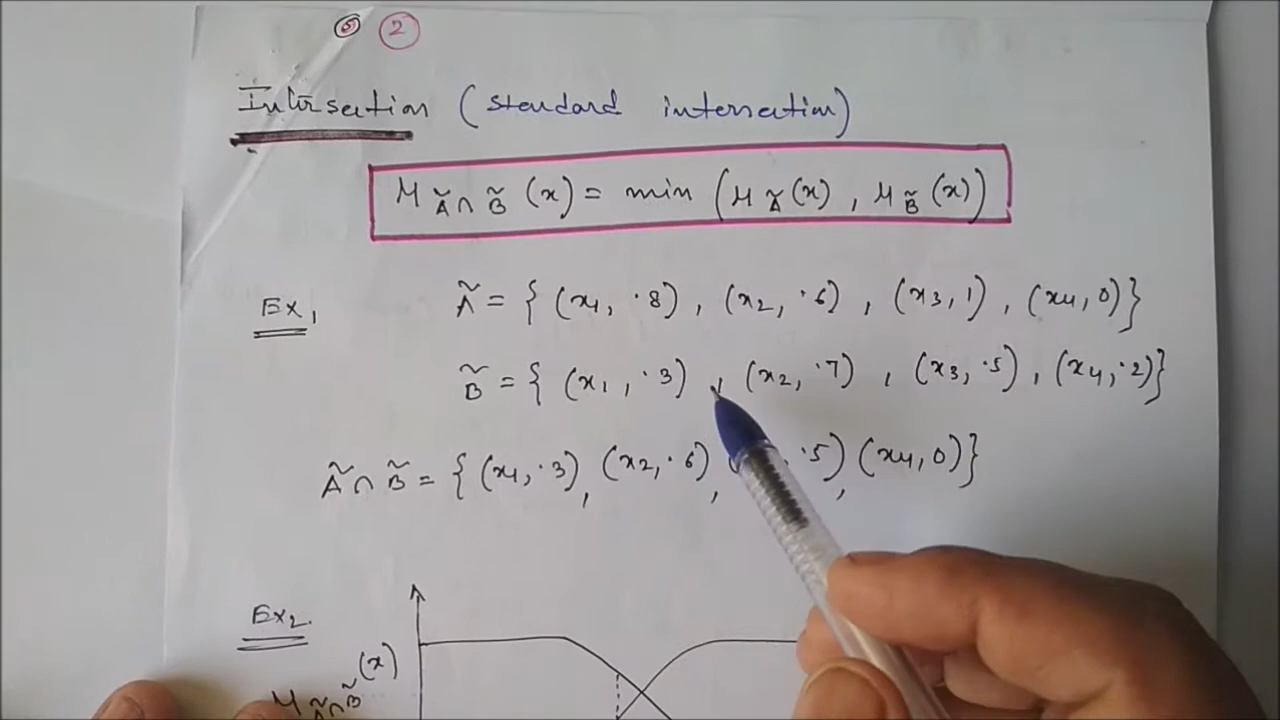 ② 
Intersection (standard intersection)
μ Ã∩B̃ (x) = min (μ Ã(x) , μ B̃(x))
Ex₁ Ã = { (x₁, .8) , (x₂, .6) , (x₃, 1) , (x₄, 0)}
B̃ = { (x₁, .3) , (x₂, .7) , (x₃, .5) , (x₄, .2)}
Ã ∩ B̃ = { (x₁, .3), (x₂, .6), ( , .5), (x₄, 0)}
Ex₂.
μ Ã∩B̃ (x)